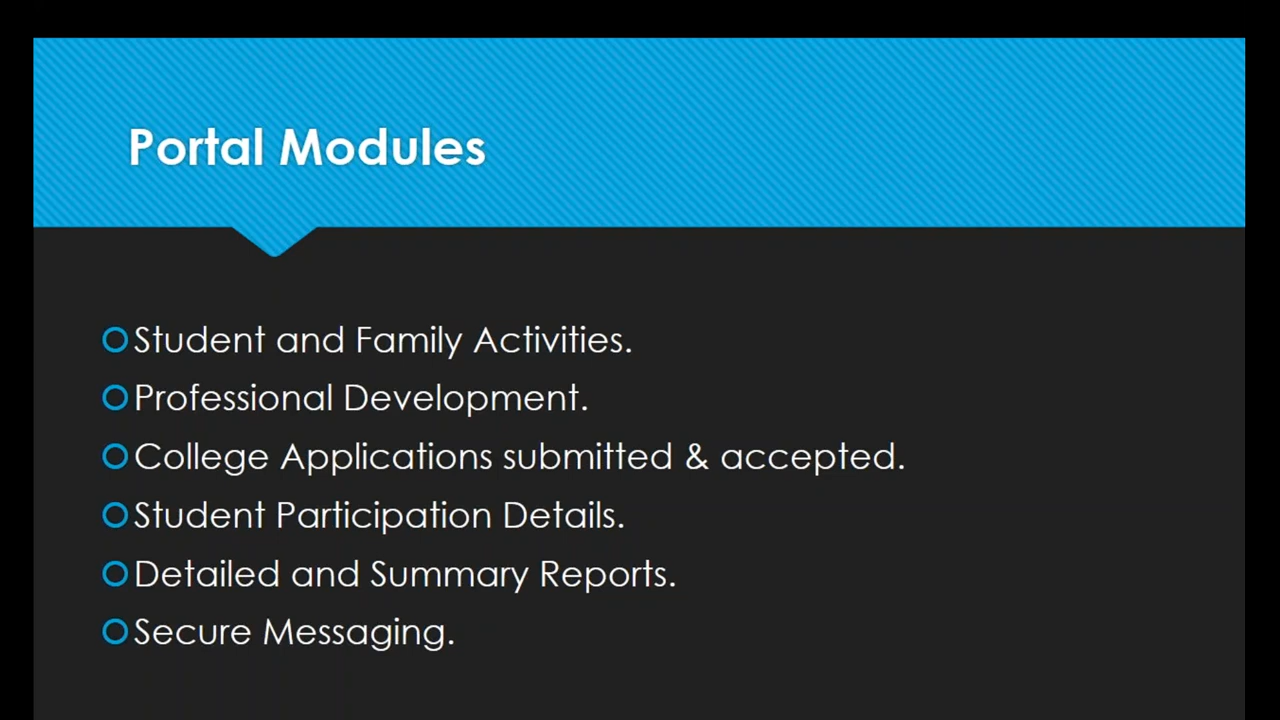 Portal Modules
Student and Family Activities.
Professional Development.
College Applications submitted & accepted.
Student Participation Details.
Detailed and Summary Reports.
Secure Messaging.